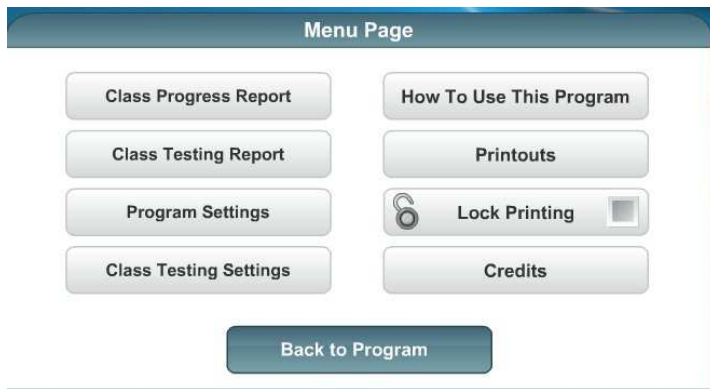 Menu Page
Class Progress Report
Class Testing Report
Program Settings
Class Testing Settings
How To Use This Program
Printouts
Lock Printing
Credits
Back to Program